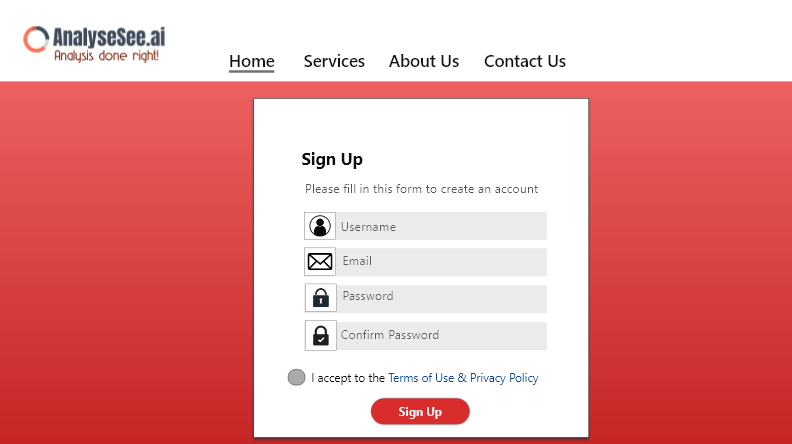 AnalyseSee.ai
Analysis done right!
Home Services About Us Contact Us
Sign Up
Please fill in this form to create an account
Username
Email
Password
Confirm Password
I accept to the Terms of Use & Privacy Policy
Sign Up